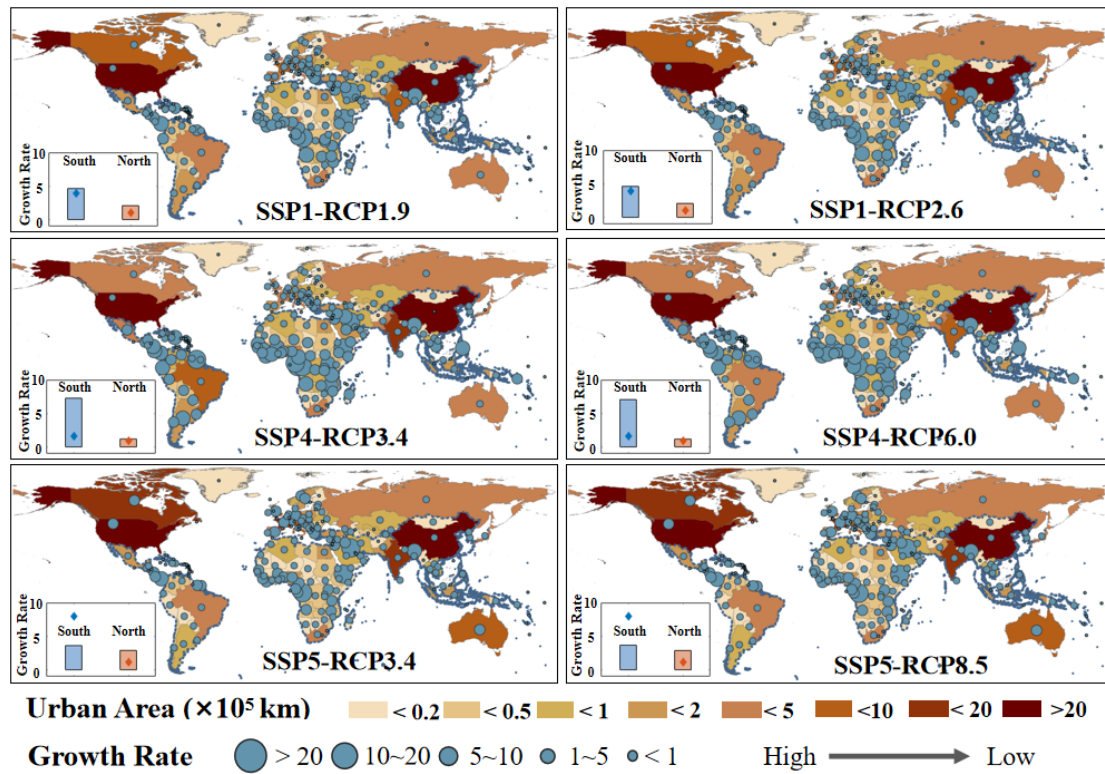 10
South North
5
0
Growth Rate
SSP1-RCP1.9
10
South North
5
0
Growth Rate
SSP1-RCP2.6
10
South North
5
0
Growth Rate
SSP4-RCP3.4
10
South North
5
0
Growth Rate
SSP4-RCP6.0
10
South North
5
0
Growth Rate
SSP5-RCP3.4
10
South North
5
0
Growth Rate
SSP5-RCP8.5
Urban Area (×10⁵ km) < 0.2 < 0.5 < 1 < 2 < 5 <10 < 20 >20
Growth Rate > 20 10~20 5~10 1~5 < 1 High Low